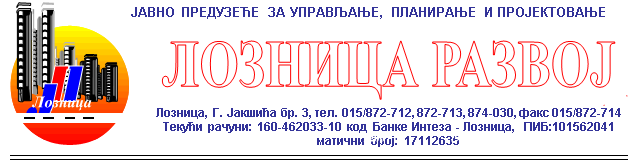 ЈАВНО ПРЕДУЗЕЋЕ ЗА УПРАВЉАЊЕ, ПЛАНИРАЊЕ И ПРОЈЕКТОВАЊЕ
ЛОЗНИЦА РАЗВОЈ
Лозница
Лозница, Г. Јакшића бр. 3, тел. 015/872-712, 872-713, 874-030, факс 015/872-714
Текући рачуни: 160-462033-10 код Банке Интеза - Лозница, ПИБ:101562041
матични број: 17112635